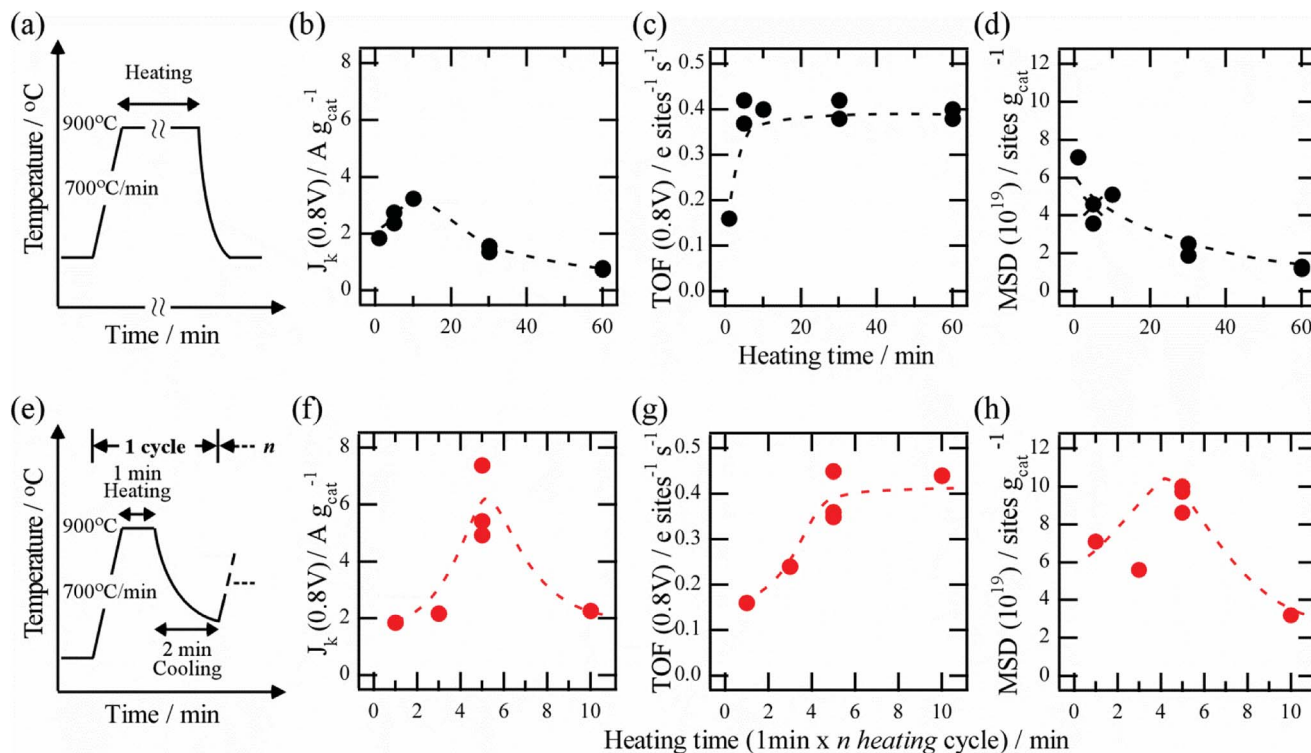 (a)
Temperature / °C
Heating
900°C
700°C/min
Time / min
(b)
J_k (0.8V) / A g_cat^-1
8
6
4
2
0
0 20 40 60
(c)
TOF (0.8V) / e sites^-1 s^-1
0.5
0.4
0.3
0.2
0.1
0.0
0 20 40 60
Heating time / min
(d)
MSD (10^19) / sites g_cat^-1
12
10
8
6
4
2
0
0 20 40 60
(e)
Temperature / °C
1 cycle n
1 min
Heating
900°C
700°C/min
2 min
Cooling
Time / min
(f)
J_k (0.8V) / A g_cat^-1
8
6
4
2
0
0 2 4 6 8 10
(g)
TOF (0.8V) / e sites^-1 s^-1
0.5
0.4
0.3
0.2
0.1
0.0
0 2 4 6 8 10
(h)
MSD (10^19) / sites g_cat^-1
12
10
8
6
4
2
0
0 2 4 6 8 10
Heating time (1min x n heating cycle) / min